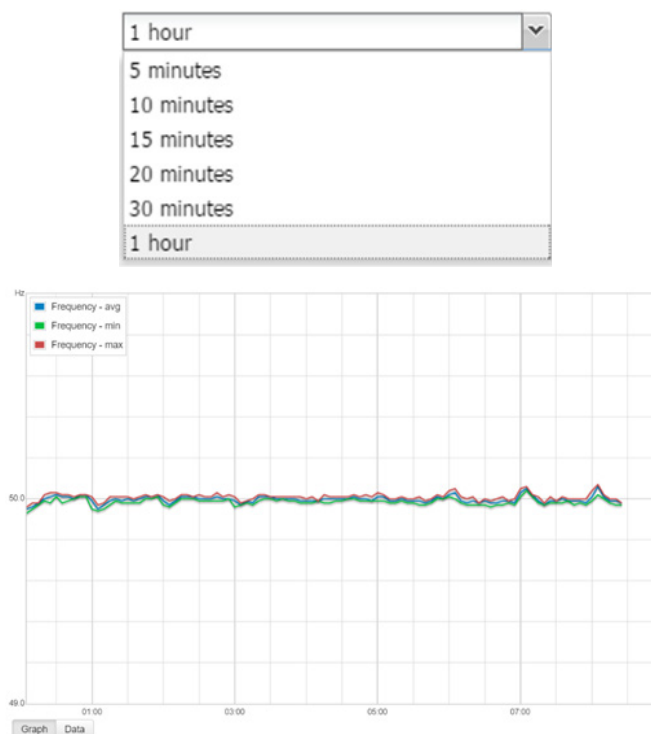 1 hour
5 minutes
10 minutes
15 minutes
20 minutes
30 minutes
1 hour
Hz
Frequency - avg
Frequency - min
Frequency - max
50.0
49.0
01:00 03:00 05:00 07:00
Graph Data